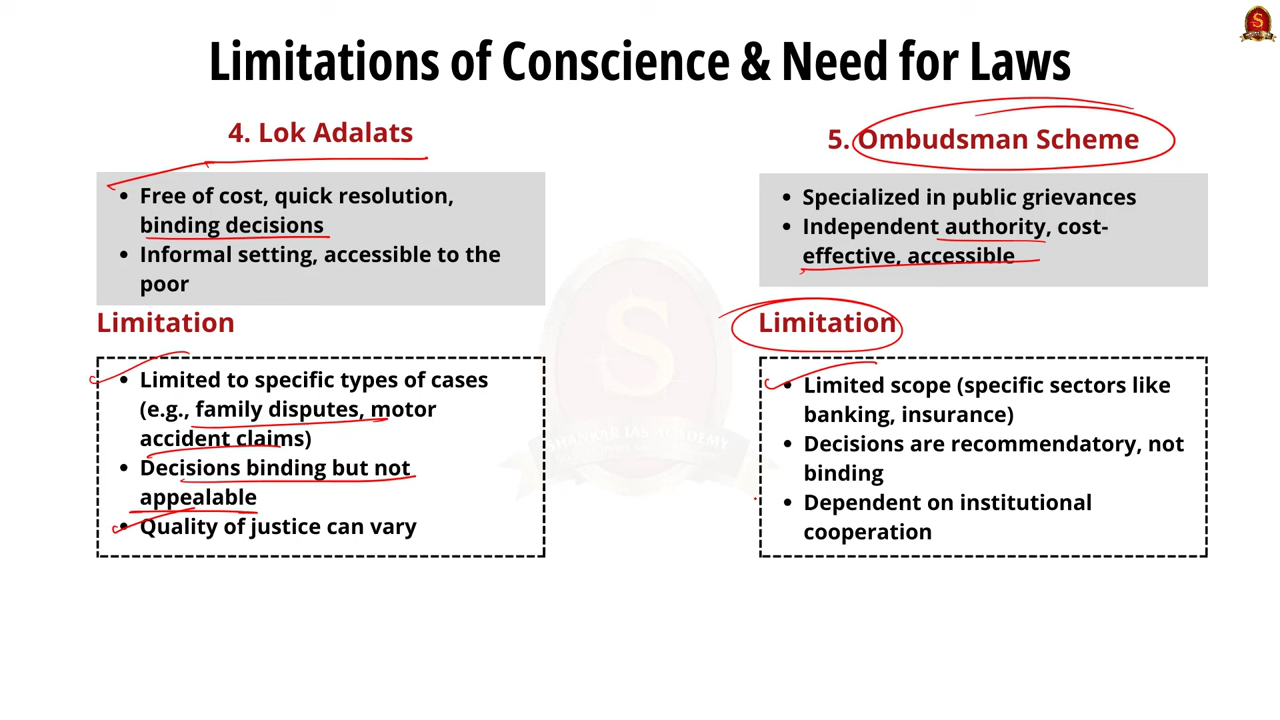 Limitations of Conscience & Need for Laws
4. Lok Adalats
• Free of cost, quick resolution,
binding decisions
• Informal setting, accessible to the
poor
Limitation
• Limited to specific types of cases
(e.g., family disputes, motor
accident claims)
• Decisions binding but not
appealable
• Quality of justice can vary
5. Ombudsman Scheme
• Specialized in public grievances
• Independent authority, cost-
effective, accessible
Limitation
• Limited scope (specific sectors like
banking, insurance)
• Decisions are recommendatory, not
binding
• Dependent on institutional
cooperation
S
SHANKAR IAS ACADEMY
S